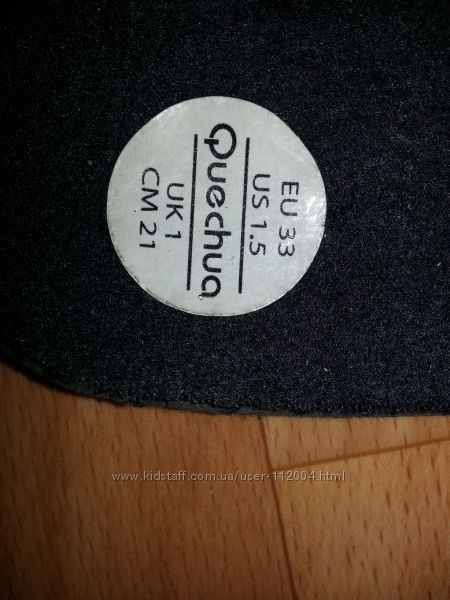 EU 33
US 1.5
Quechua
UK 1
CM 21
www.kidstaff.com.ua/user-112004.html